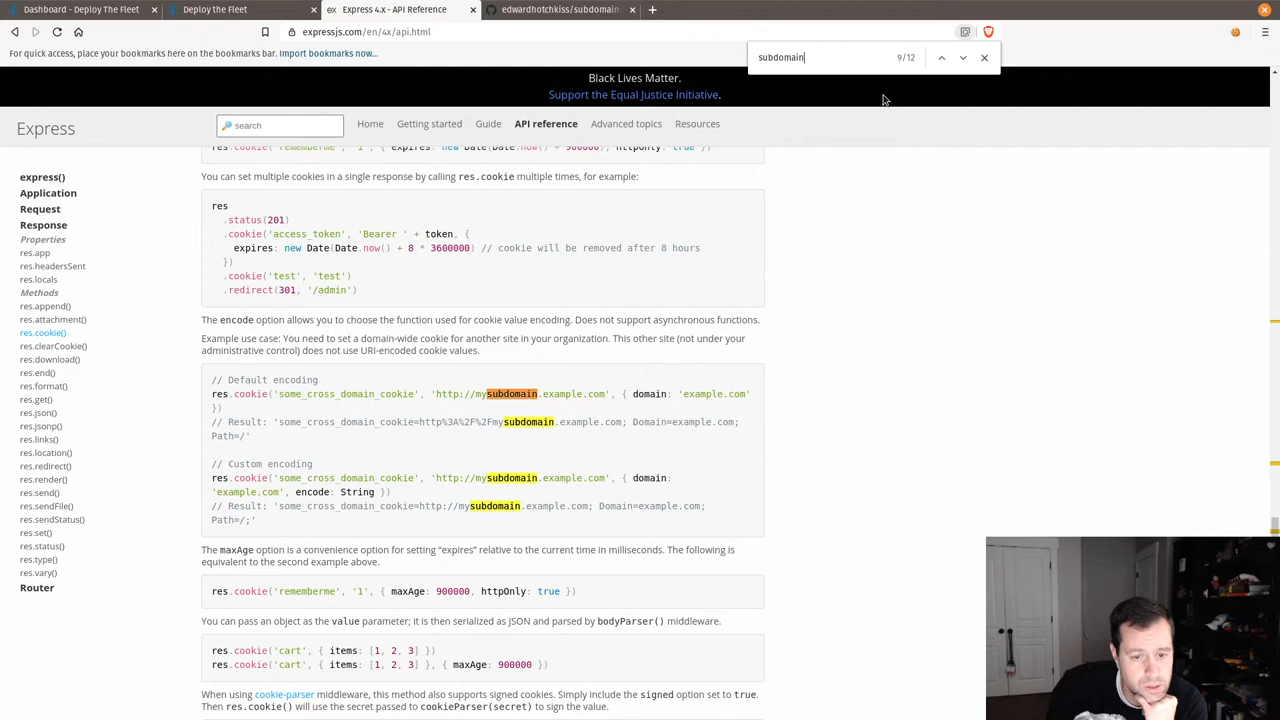 Dashboard - Deploy The Fleet
Deploy the Fleet
ex Express 4.x - API Reference
edwardhotchkiss/subdomain
expressjs.com/en/4x/api.html
For quick access, place your bookmarks here on the bookmarks bar. Import bookmarks now...
subdomain 9/12
Black Lives Matter.
Support the Equal Justice Initiative.
Express
search
Home Getting started Guide API reference Advanced topics Resources
express()
Application
Request
Response
Properties
res.app
res.headersSent
res.locals
Methods
res.append()
res.attachment()
res.cookie()
res.clearCookie()
res.download()
res.end()
res.format()
res.get()
res.json()
res.jsonp()
res.links()
res.location()
res.redirect()
res.render()
res.send()
res.sendFile()
res.sendStatus()
res.set()
res.status()
res.type()
res.vary()
Router
res.cookie('rememberme', '1', { expires: new Date(Date.now() + 900000), httpOnly: true })
You can set multiple cookies in a single response by calling res.cookie multiple times, for example:
res
.status(201)
.cookie('access_token', 'Bearer ' + token, {
expires: new Date(Date.now() + 8 * 3600000) // cookie will be removed after 8 hours
})
.cookie('test', 'test')
.redirect(301, '/admin')
The encode option allows you to choose the function used for cookie value encoding. Does not support asynchronous functions.
Example use case: You need to set a domain-wide cookie for another site in your organization. This other site (not under your
administrative control) does not use URI-encoded cookie values.
// Default encoding
res.cookie('some_cross_domain_cookie', 'http://mysubdomain.example.com', { domain: 'example.com'
})
// Result: 'some_cross_domain_cookie=http%3A%2F%2Fmysubdomain.example.com; Domain=example.com;
Path=/'
// Custom encoding
res.cookie('some_cross_domain_cookie', 'http://mysubdomain.example.com', { domain:
'example.com', encode: String })
// Result: 'some_cross_domain_cookie=http://mysubdomain.example.com; Domain=example.com;
Path=/;'
The maxAge option is a convenience option for setting “expires” relative to the current time in milliseconds. The following is
equivalent to the second example above.
res.cookie('rememberme', '1', { maxAge: 900000, httpOnly: true })
You can pass an object as the value parameter; it is then serialized as JSON and parsed by bodyParser() middleware.
res.cookie('cart', { items: [1, 2, 3] })
res.cookie('cart', { items: [1, 2, 3] }, { maxAge: 900000 })
When using cookie-parser middleware, this method also supports signed cookies. Simply include the signed option set to true.
Then res.cookie() will use the secret passed to cookieParser(secret) to sign the value.